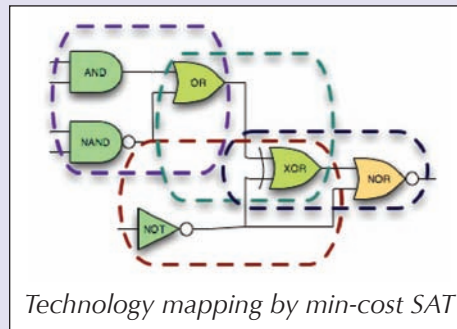 AND
OR
NAND
XOR
NOR
NOT
Technology mapping by min-cost SAT